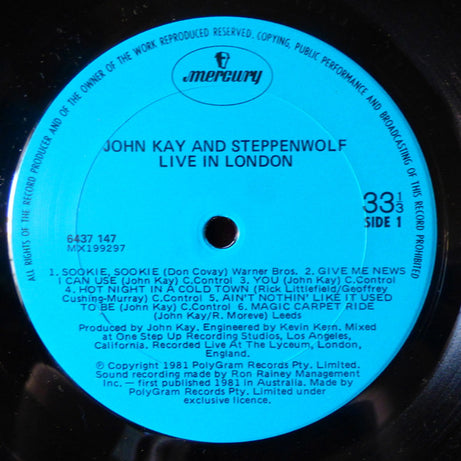 ALL RIGHTS OF THE RECORD PRODUCER AND OF THE OWNER OF THE WORK REPRODUCED RESERVED. COPYING, PUBLIC PERFORMANCE AND BROADCASTING OF THIS RECORD PROHIBITED
mercury
JOHN KAY AND STEPPENWOLF
LIVE IN LONDON
33 1/3
SIDE 1
6437 147
MX199297
1. SOOKIE, SOOKIE (Don Covay) Warner Bros. 2. GIVE ME NEWS
I CAN USE (John Kay) C.Control 3. YOU (John Kay) C.Control
4. HOT NIGHT IN A COLD TOWN (Rick Littlefield/Geoffrey
Cushing-Murray) C.Control 5. AIN'T NOTHIN' LIKE IT USED
TO BE (John Kay) C.Control 6. MAGIC CARPET RIDE
(John Kay/R. Moreve) Leeds
Produced by John Kay. Engineered by Kevin Kern. Mixed
at One Step Up Recording Studios, Los Angeles,
California. Recorded Live At The Lyceum, London,
England.
℗ Copyright 1981 PolyGram Records Pty. Limited.
Sound recording made by Ron Rainey Management
Inc. — first published 1981 in Australia. Made by
PolyGram Records Pty. Limited under
exclusive licence.